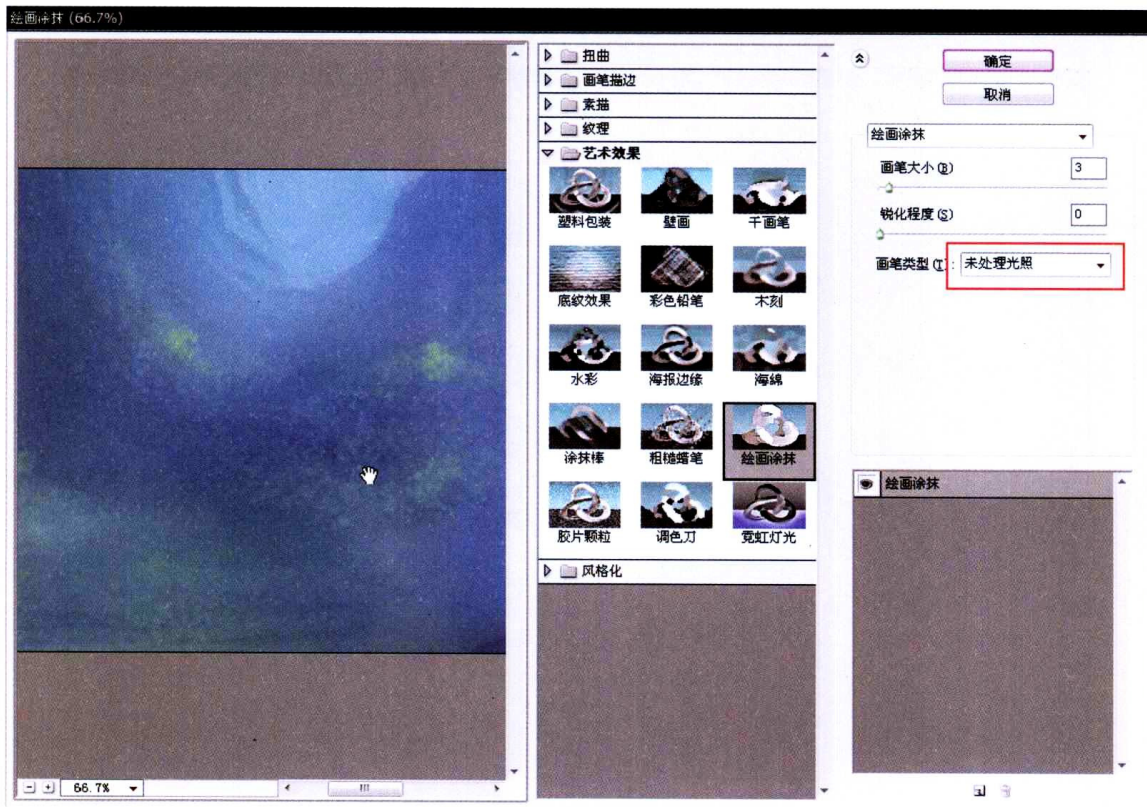 绘画涂抹 (66.7%)
扭曲
画笔描边
素描
纹理
艺术效果
塑料包装
壁画
干画笔
底纹效果
彩色铅笔
木刻
水彩
海报边缘
海绵
涂抹棒
粗糙蜡笔
绘画涂抹
胶片颗粒
调色刀
霓虹灯光
风格化
确定
取消
绘画涂抹
画笔大小(B) 3
锐化程度(S) 0
画笔类型(T): 未处理光照
绘画涂抹
66.7%